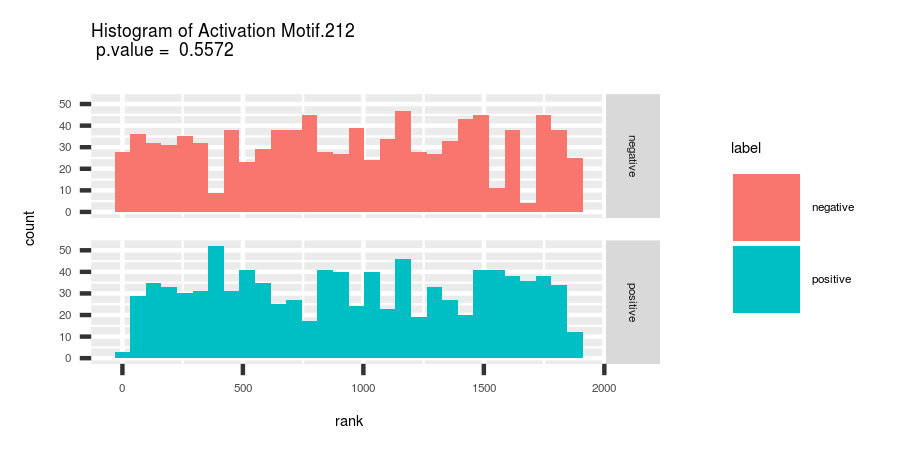 Histogram of Activation Motif.212
p.value = 0.5572
count
50
40
30
20
10
0
negative
50
40
30
20
10
0
positive
0 500 1000 1500 2000
rank
label
negative
positive